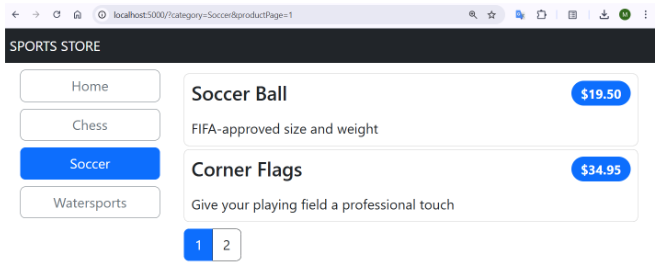 localhost:5000/?category=Soccer&productPage=1
M
SPORTS STORE
Home
Chess
Soccer
Watersports
Soccer Ball
$19.50
FIFA-approved size and weight
Corner Flags
$34.95
Give your playing field a professional touch
1 2